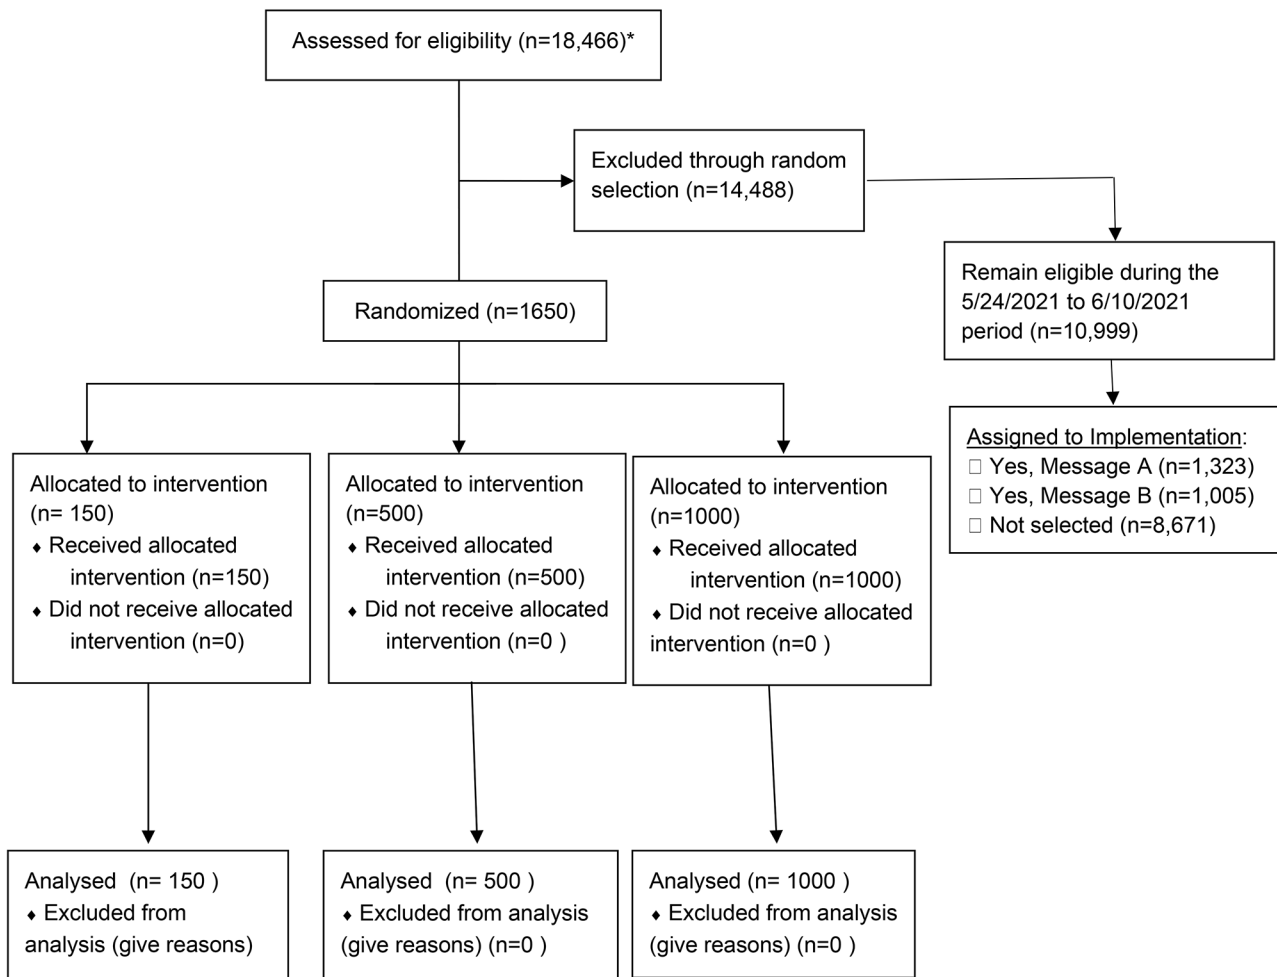 Assessed for eligibility (n=18,466)*
Excluded through random
selection (n=14,488)
Remain eligible during the
5/24/2021 to 6/10/2021
period (n=10,999)
Randomized (n=1650)
Assigned to Implementation:
□ Yes, Message A (n=1,323)
□ Yes, Message B (n=1,005)
□ Not selected (n=8,671)
Allocated to intervention
(n= 150)
♦ Received allocated
intervention (n=150)
♦ Did not receive allocated
intervention (n=0)
Allocated to intervention
(n=500)
♦ Received allocated
intervention (n=500)
♦ Did not receive allocated
intervention (n=0 )
Allocated to intervention
(n=1000)
♦ Received allocated
intervention (n=1000)
♦ Did not receive allocated
intervention (n=0 )
Analysed  (n= 150 )
♦ Excluded from
analysis (give reasons)
Analysed  (n= 500 )
♦ Excluded from analysis
(give reasons) (n=0 )
Analysed (n= 1000 )
♦ Excluded from analysis
(give reasons) (n=0 )